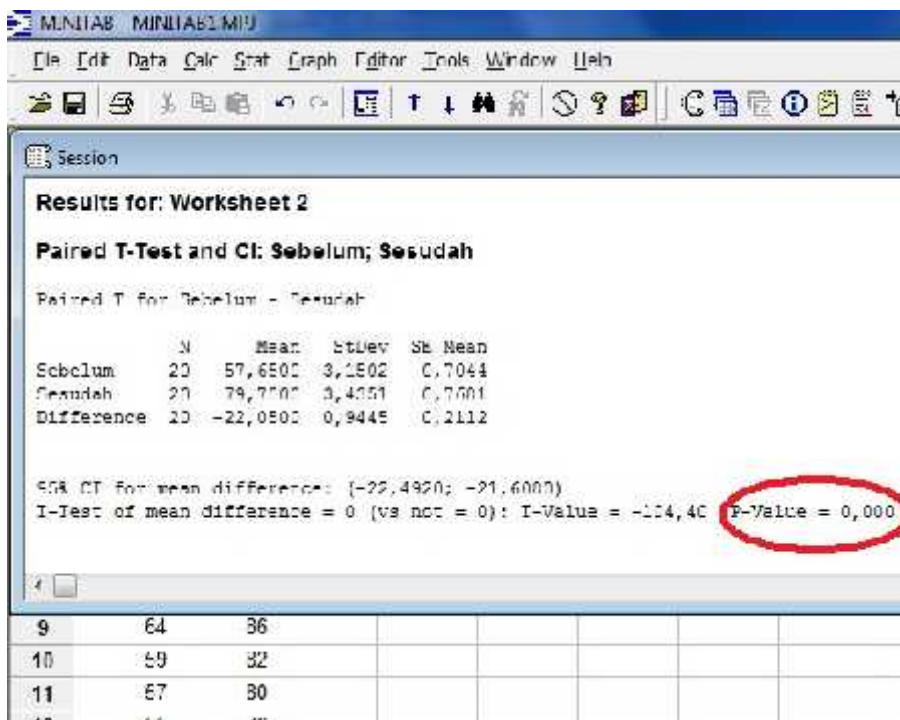 MINITAB MINITAB1.MPJ
File Edit Data Calc Stat Graph Editor Tools Window Help
Session
Results for: Worksheet 2
Paired T-Test and CI: Sebelum; Sesudah
Paired T for Sebelum - Sesudah
N Mean StDev SE Mean
Sebelum 20 57,6500 3,1502 0,7044
Sesudah 20 79,7000 3,4351 0,7681
Difference 20 -22,0500 0,9445 0,2112
95% CI for mean difference: (-22,4920; -21,6080)
T-Test of mean difference = 0 (vs not = 0): T-Value = -104,40 P-Value = 0,000
9 64 86
10 59 82
11 57 80